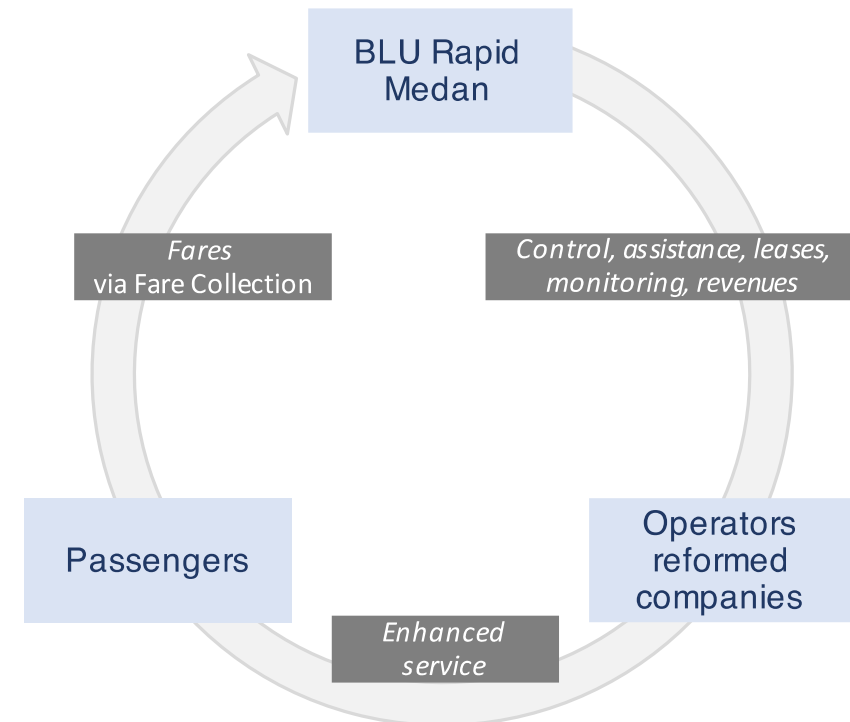 BLU Rapid
Medan
Fares
via Fare Collection
Control, assistance, leases,
monitoring, revenues
Passengers
Operators
reformed
companies
Enhanced
service